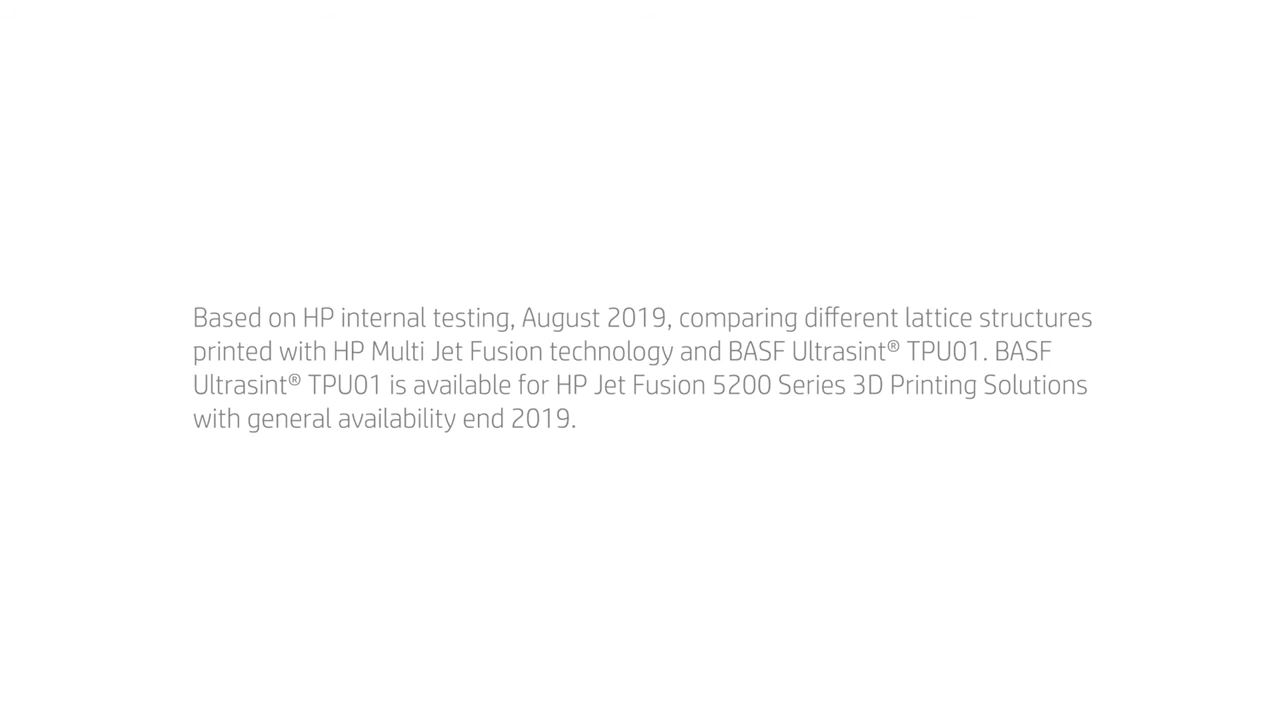 Based on HP internal testing, August 2019, comparing different lattice structures
printed with HP Multi Jet Fusion technology and BASF Ultrasint® TPU01. BASF
Ultrasint® TPU01 is available for HP Jet Fusion 5200 Series 3D Printing Solutions
with general availability end 2019.